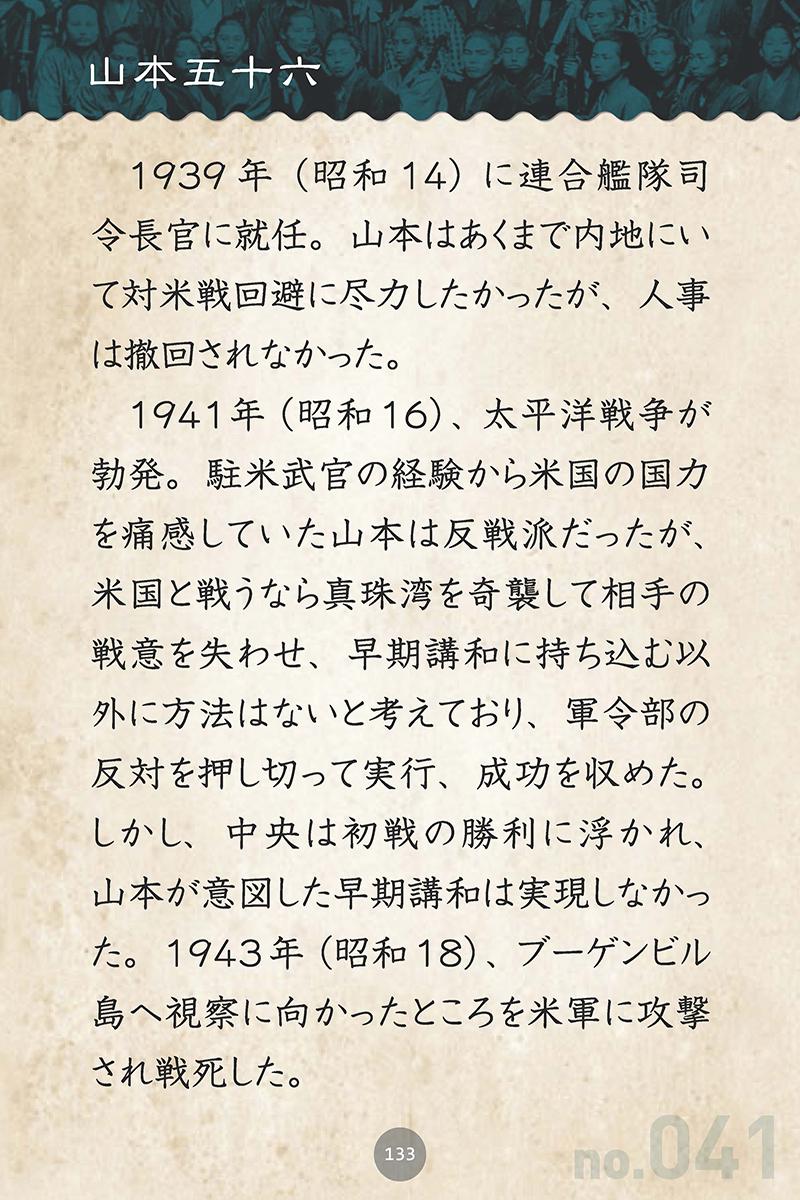 山本五十六
1939年（昭和14）に連合艦隊司
令長官に就任。山本はあくまで内地にい
て対米戦回避に尽力したかったが、人事
は撤回されなかった。
1941年（昭和16）、太平洋戦争が
勃発。駐米武官の経験から米国の国力
を痛感していた山本は反戦派だったが、
米国と戦うなら真珠湾を奇襲して相手の
戦意を失わせ、早期講和に持ち込む以
外に方法はないと考えており、軍令部の
反対を押し切って実行、成功を収めた。
しかし、中央は初戦の勝利に浮かれ、
山本が意図した早期講和は実現しなかっ
た。1943年（昭和18）、ブーゲンビル
島へ視察に向かったところを米軍に攻撃
され戦死した。
133
no.041